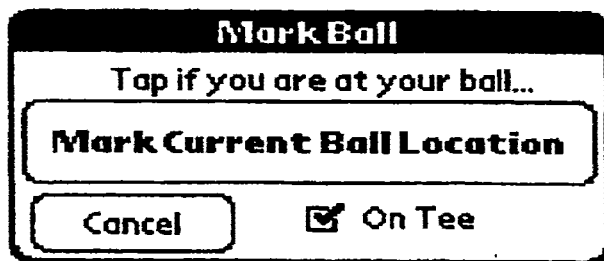 Mark Ball
Tap if you are at your ball...
Mark Current Ball Location
Cancel
On Tee